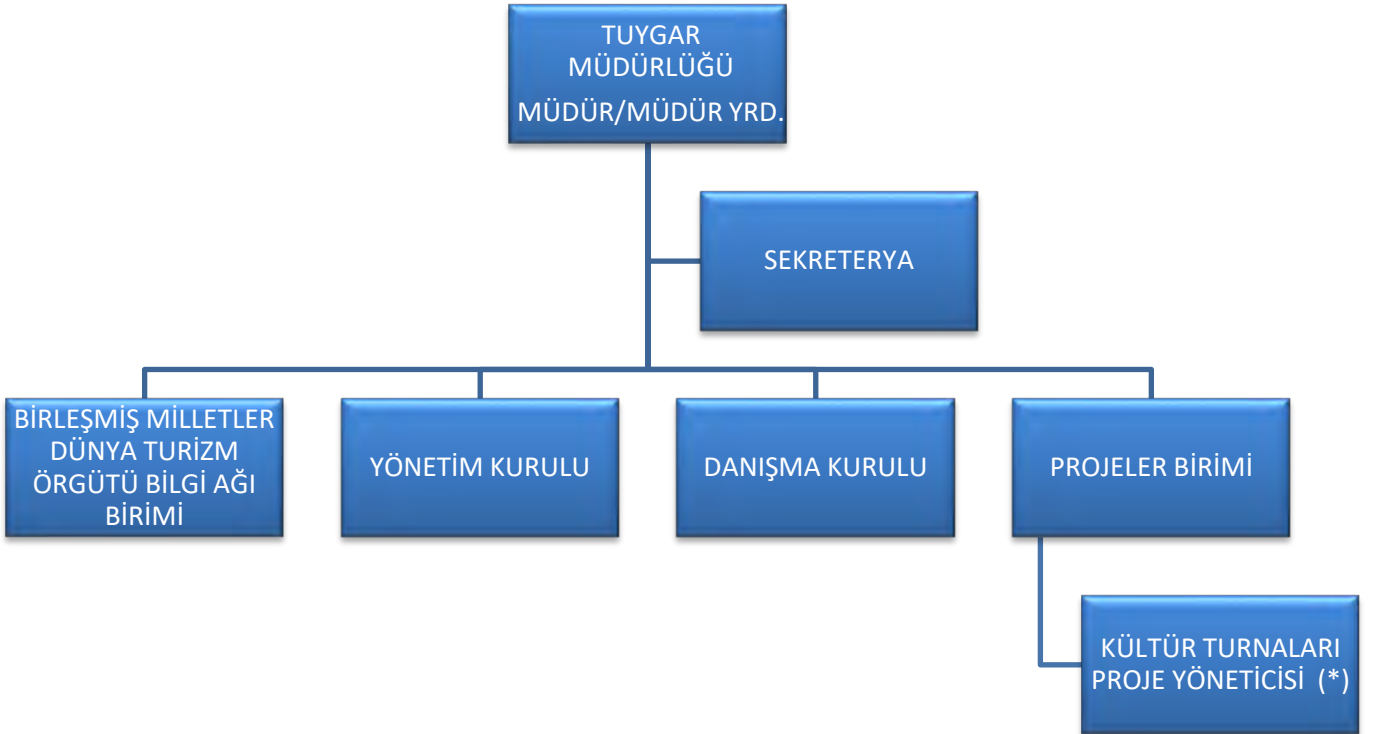 TUYGAR
MÜDÜRLÜĞÜ
MÜDÜR/MÜDÜR YRD.
SEKRETERYA
BİRLEŞMİŞ MİLLETLER
DÜNYA TURİZM
ÖRGÜTÜ BİLGİ AĞI
BİRİMİ
YÖNETİM KURULU
DANIŞMA KURULU
PROJELER BİRİMİ
KÜLTÜR TURNALARI
PROJE YÖNETİCİSİ (*)